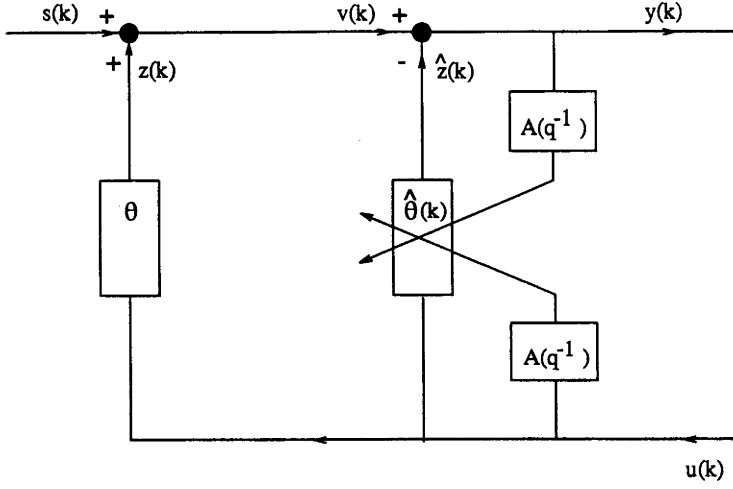 s(k) + v(k) + y(k)
+ z(k) - ẑ(k)
A(q⁻¹)
θ θ̂(k)
A(q⁻¹)
u(k)